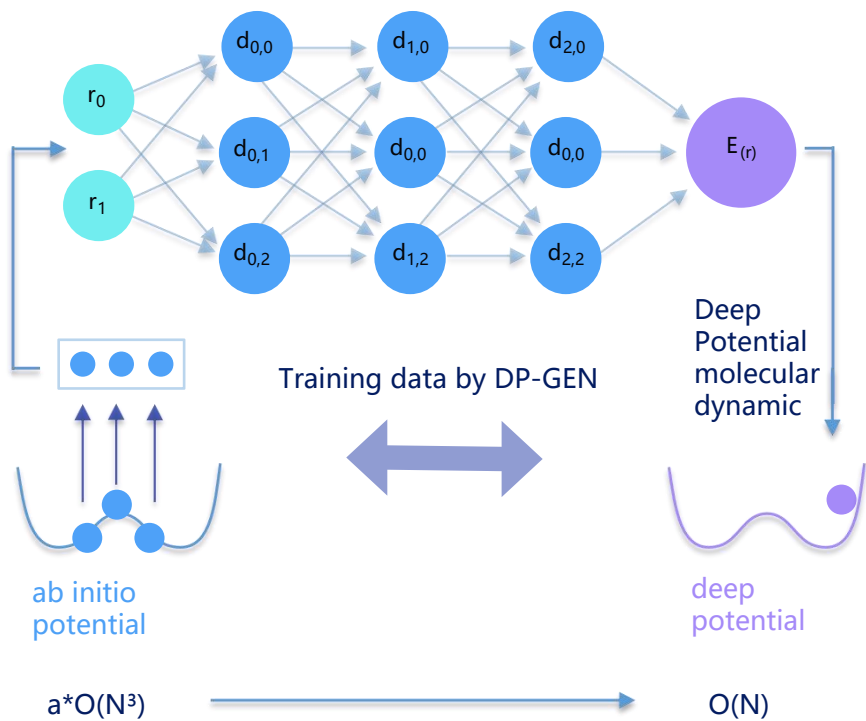 d0,0
d1,0
d2,0
r0
d0,1
d0,0
d0,0
E(r)
r1
d0,2
d1,2
d2,2
Deep
Potential
molecular
dynamic
Training data by DP-GEN
ab initio
potential
deep
potential
a*O(N³)
O(N)